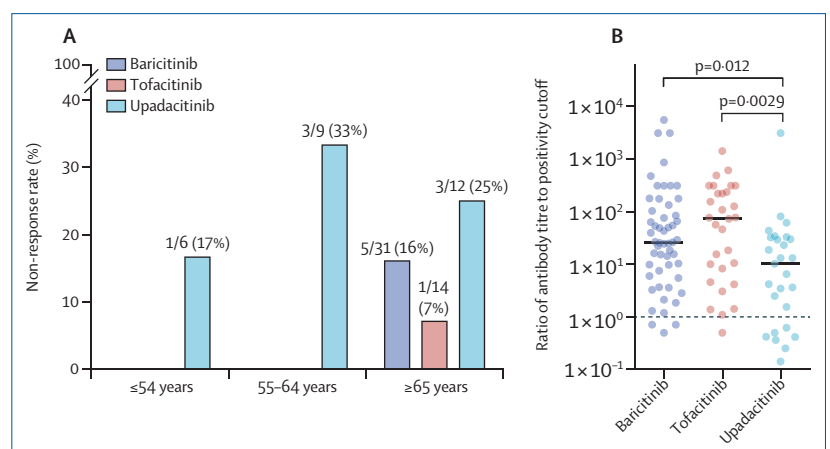 A
B
Baricitinib
Tofacitinib
Upadacitinib
Non-response rate (%)
100
40
30
20
10
0
1/6 (17%)
3/9 (33%)
5/31 (16%)
1/14
(7%)
3/12 (25%)
≤54 years
55–64 years
≥65 years
Ratio of antibody titre to positivity cutoff
p=0·012
p=0·0029
1 × 10⁴
1 × 10³
1 × 10²
1 × 10¹
1 × 10⁰
1 × 10⁻¹
Baricitinib
Tofacitinib
Upadacitinib